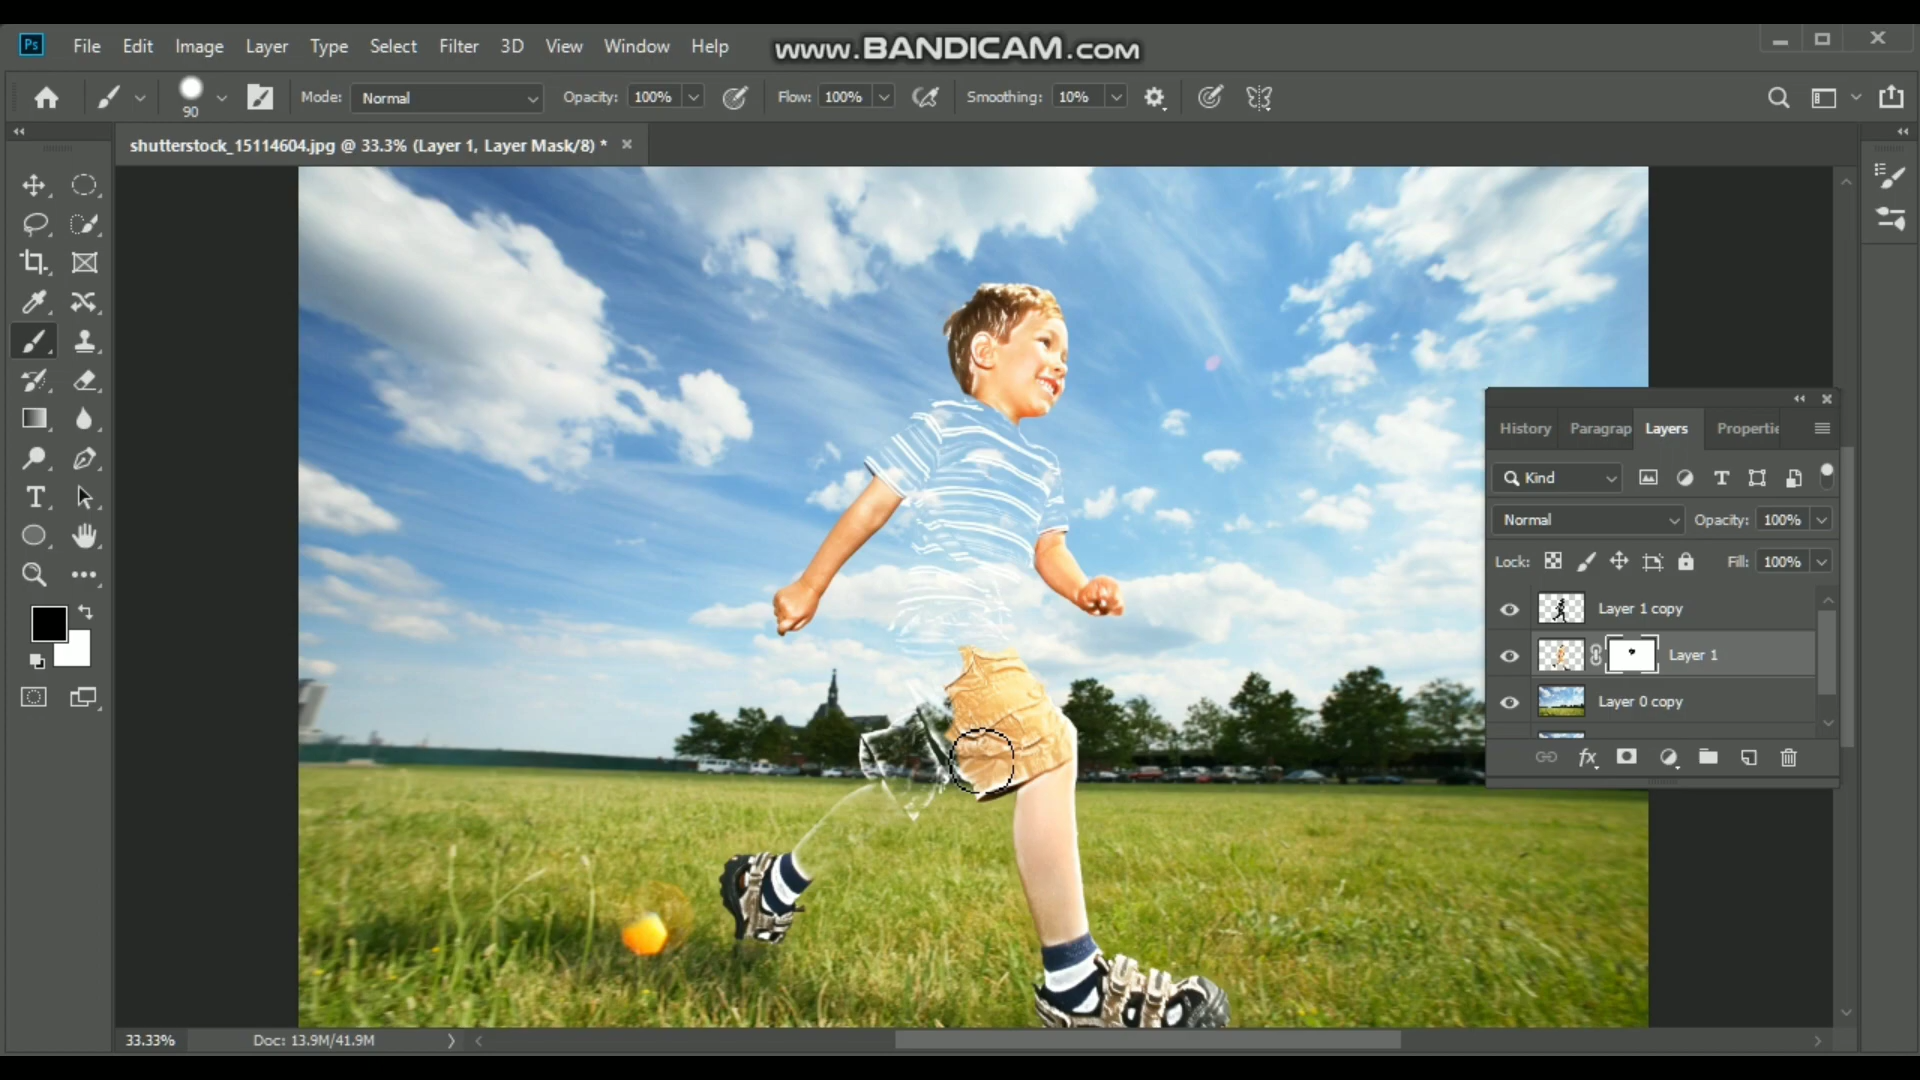 Ps File Edit Image Layer Type Select Filter 3D View Window Help
www.BANDICAM.com
90 Mode: Normal Opacity: 100% Flow: 100% Smoothing: 10%
shutterstock_15114604.jpg @ 33.3% (Layer 1, Layer Mask/8) *
History Paragrap Layers Propertie
Kind
Normal Opacity: 100%
Lock: Fill: 100%
Layer 1 copy
Layer 1
Layer 0 copy
33.33% Doc: 13.9M/41.9M